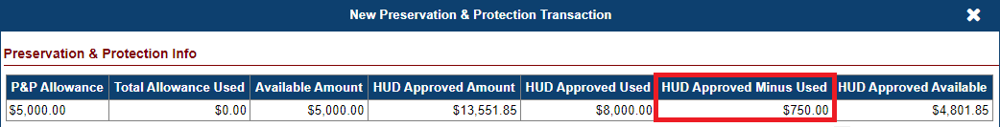 New Preservation & Protection Transaction
Preservation & Protection Info
P&P Allowance Total Allowance Used Available Amount HUD Approved Amount HUD Approved Used HUD Approved Minus Used HUD Approved Available
$5,000.00 $0.00 $5,000.00 $13,551.85 $8,000.00 $750.00 $4,801.85